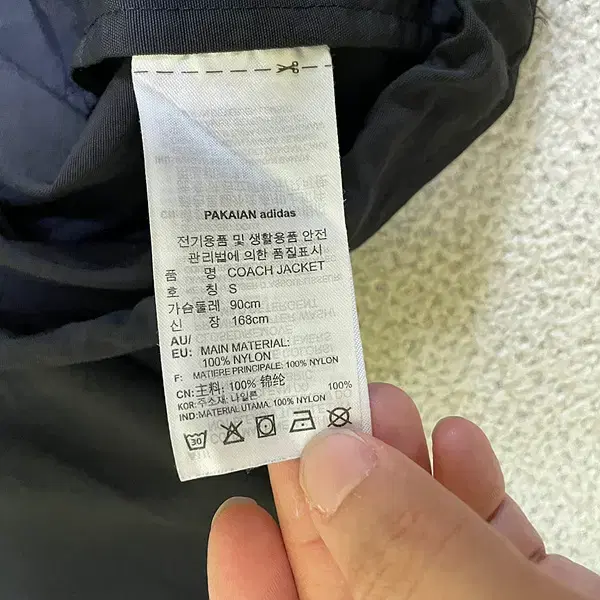 PAKAIAN adidas
전기용품 및 생활용품 안전
관리법에 의한 품질표시
품 명 COACH JACKET
호 칭 S
가슴둘레 90cm
신 장 168cm
AU/
EU: MAIN MATERIAL:
100% NYLON
F: MATIERE PRINCIPALE: 100% NYLON
CN: 主料: 100% 锦纶
KOR: 주소재: 나일론 100%
IND: MATERIAL UTAMA: 100% NYLON
30